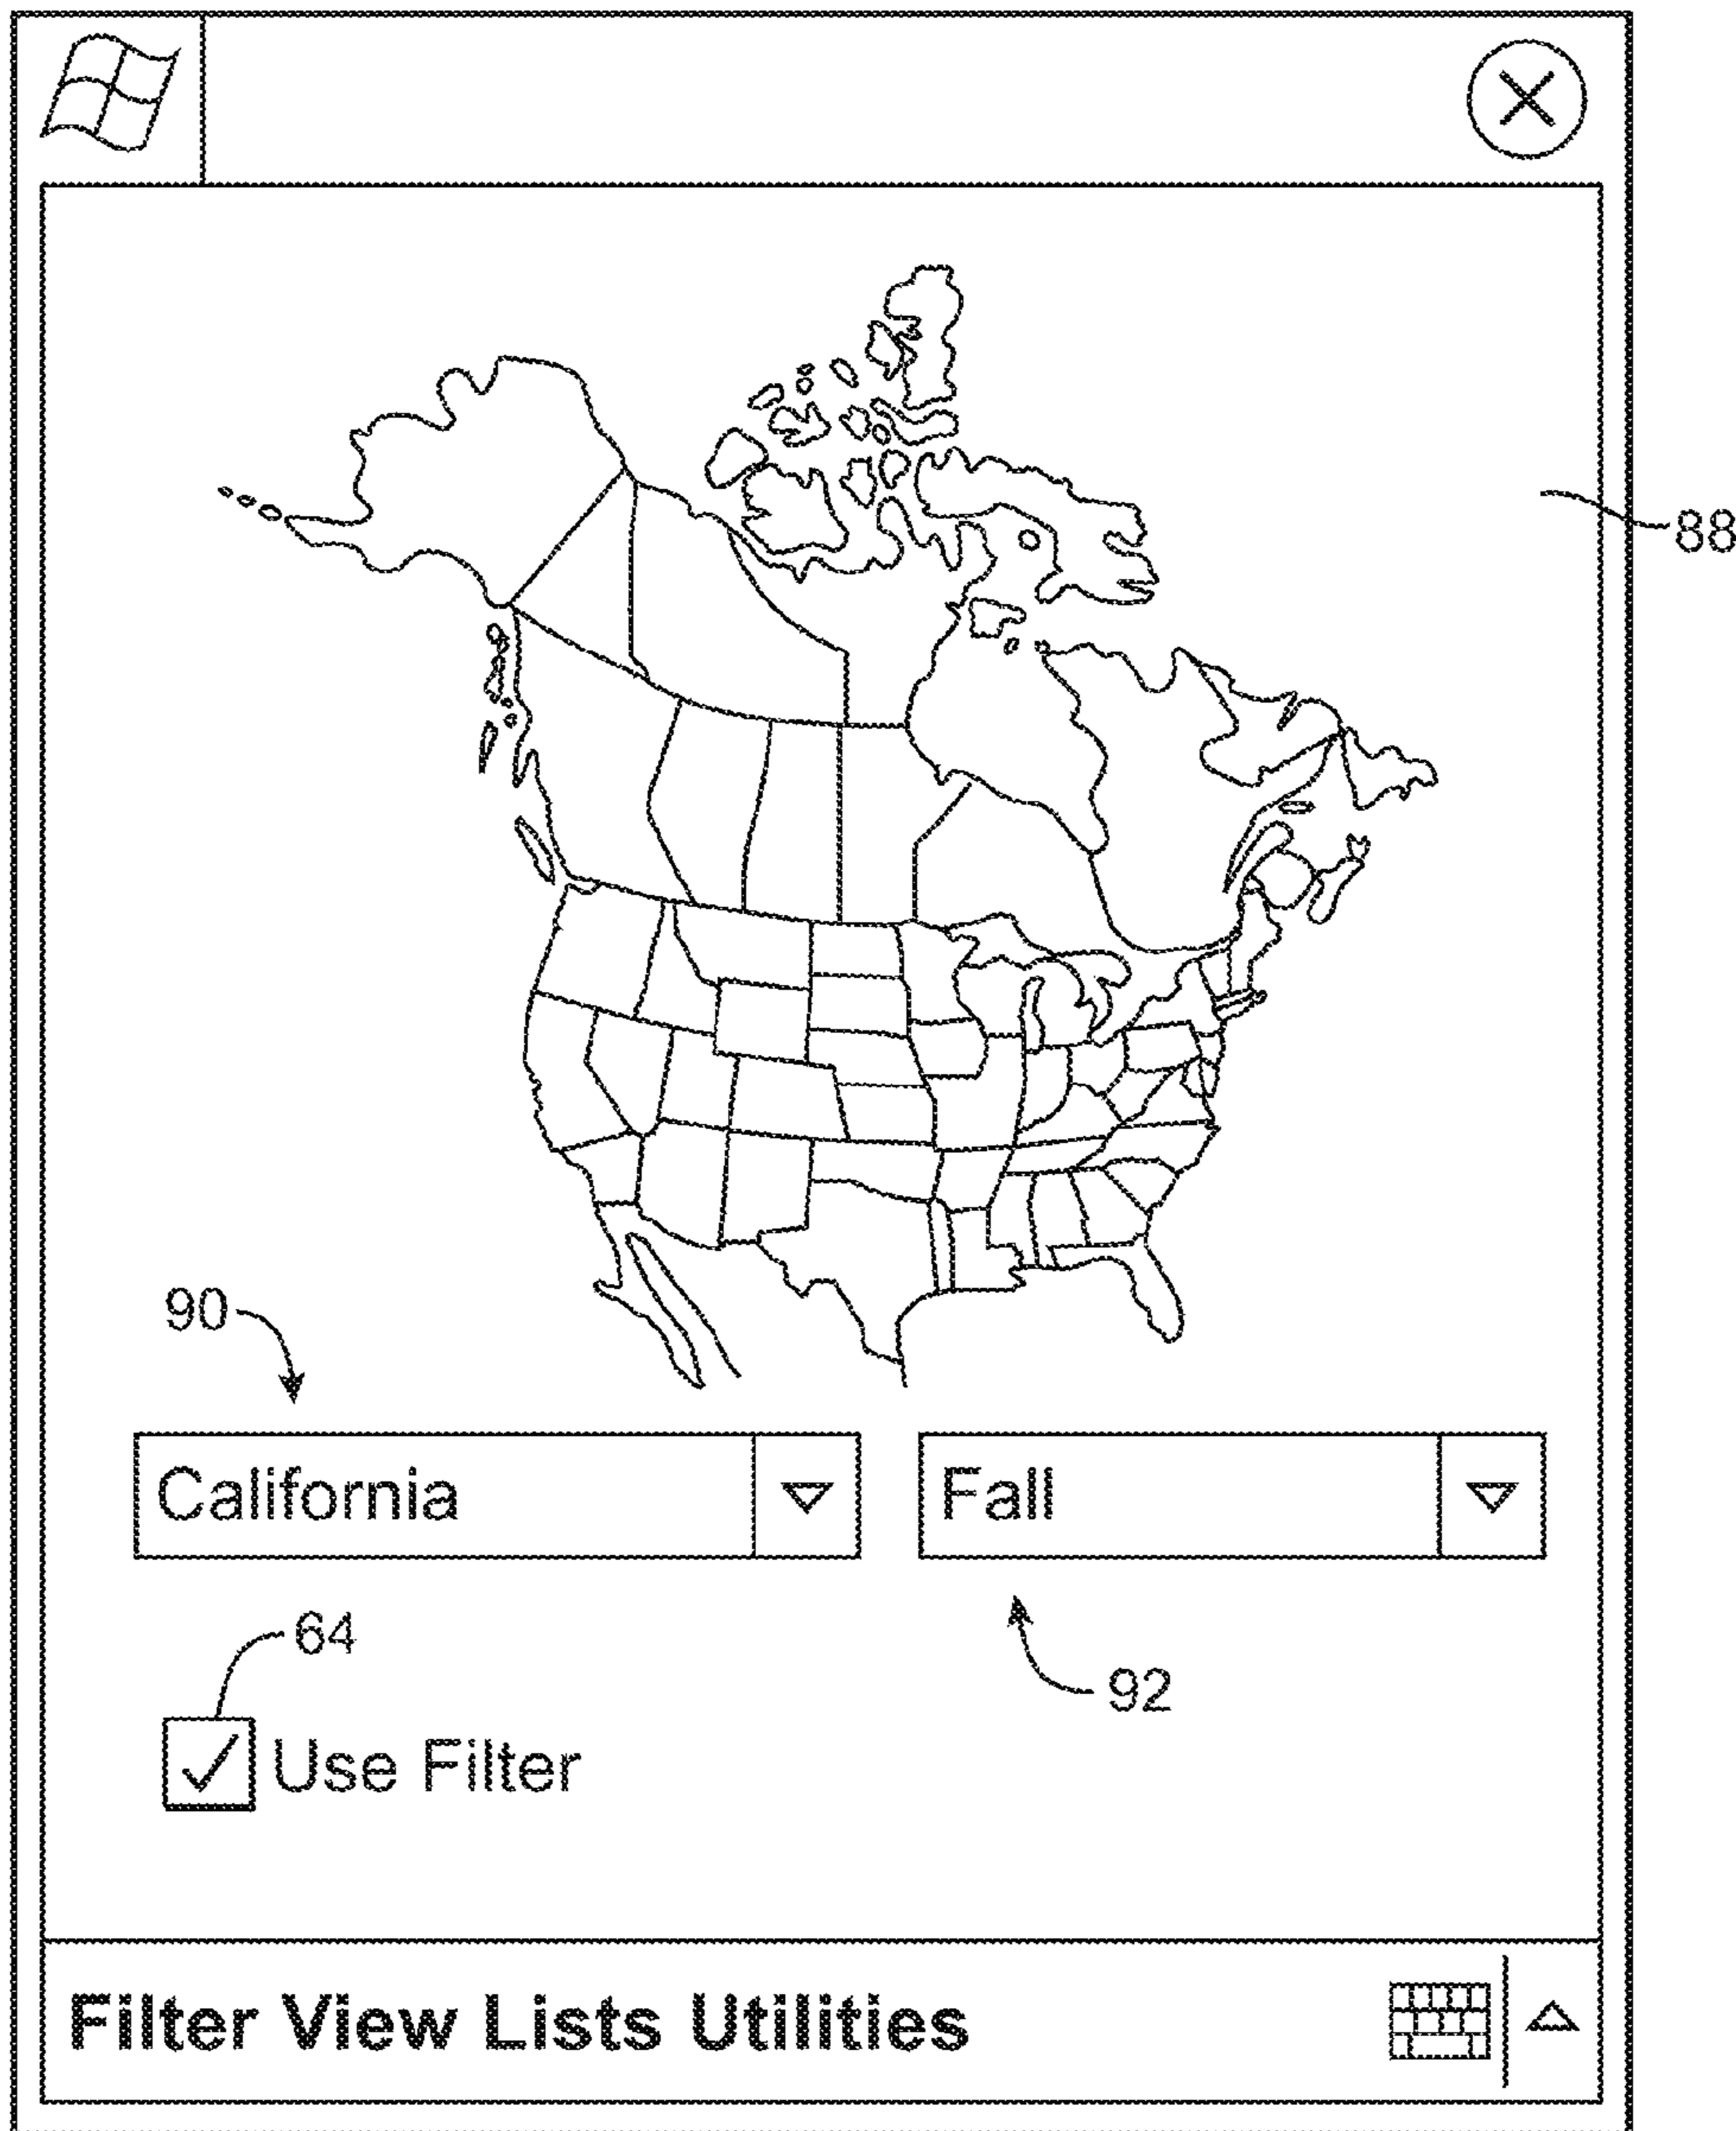 88
90
California Fall
64
92
Use Filter
Filter View Lists Utilities